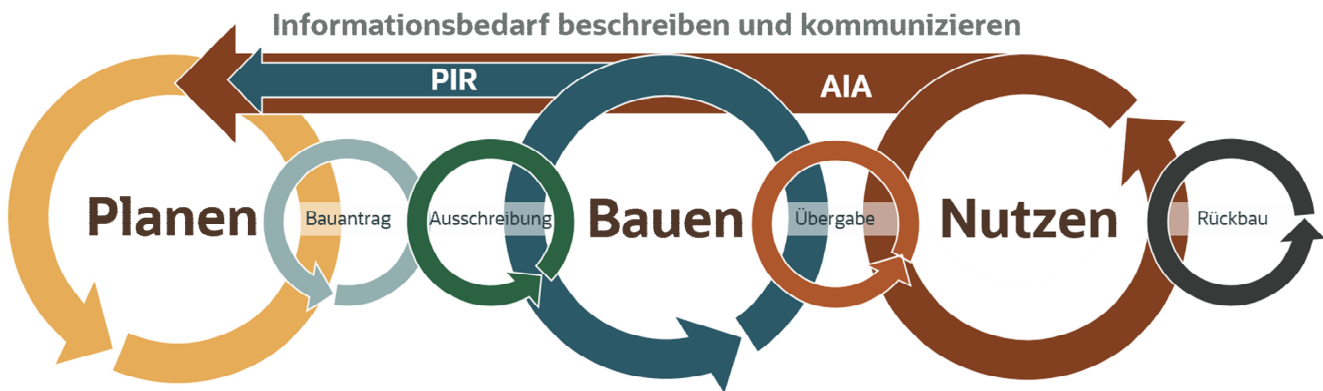 Informationsbedarf beschreiben und kommunizieren
PIR
AIA
Planen
Bauantrag
Ausschreibung
Bauen
Übergabe
Nutzen
Rückbau